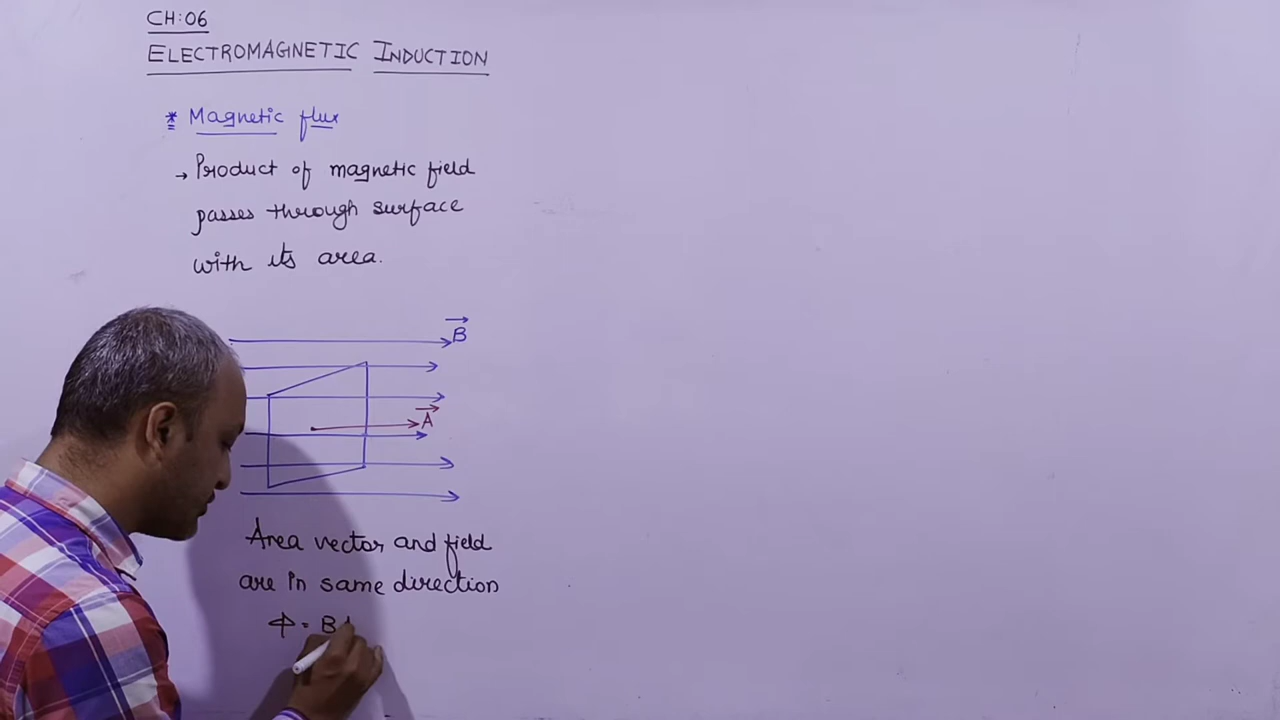 CH:06
ELECTROMAGNETIC INDUCTION
* Magnetic flux
→ Product of magnetic field
passes through surface
with its area.
B
A
Area vector and field
are in same direction
Φ = B